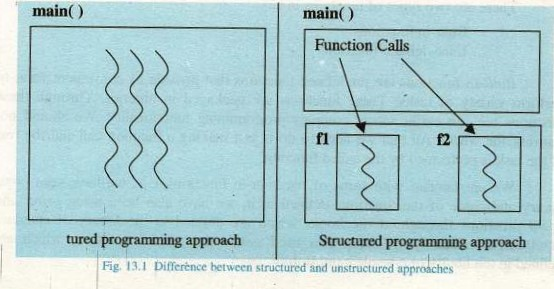 main( )
main( )
Function Calls
f1
f2
tured programming approach
Structured programming approach
Fig. 13.1 Difference between structured and unstructured approaches